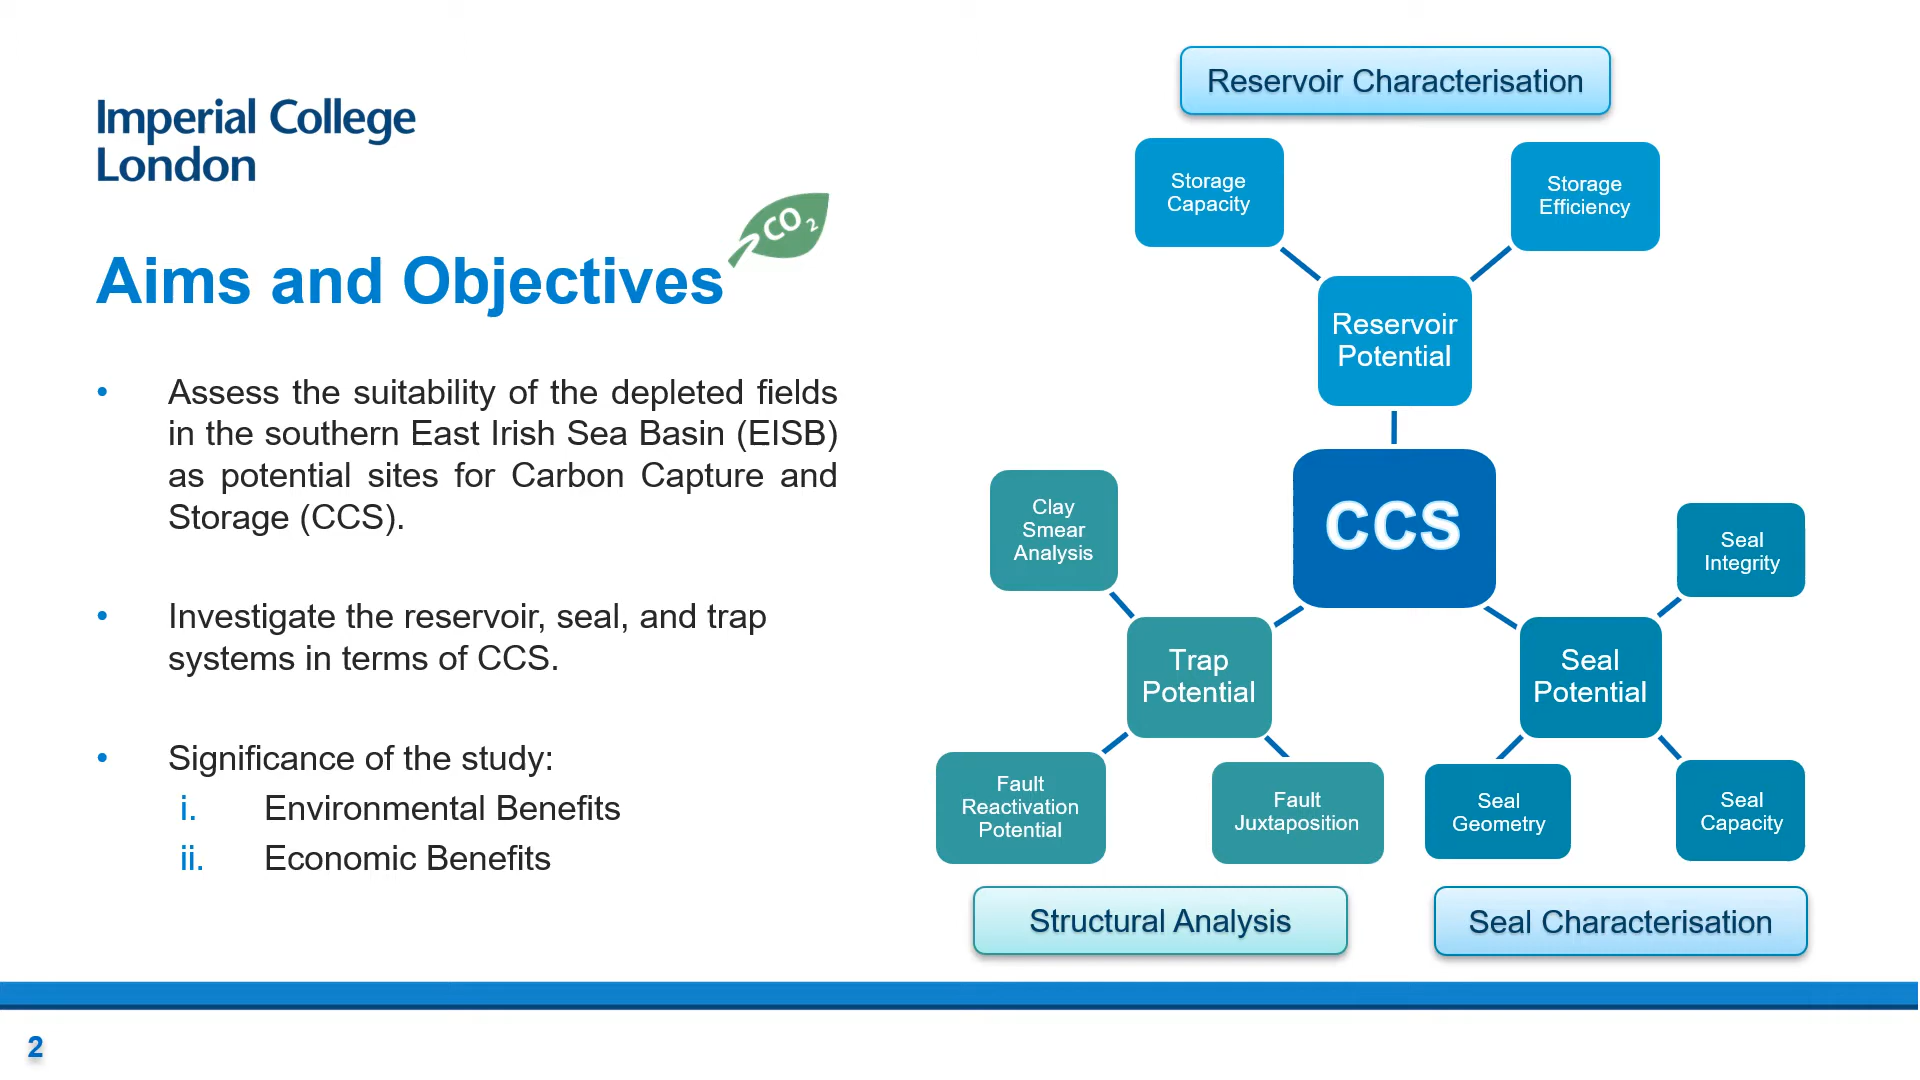 Imperial College
London
CO2
Aims and Objectives
• Assess the suitability of the depleted fields
in the southern East Irish Sea Basin (EISB)
as potential sites for Carbon Capture and
Storage (CCS).
• Investigate the reservoir, seal, and trap
systems in terms of CCS.
• Significance of the study:
i. Environmental Benefits
ii. Economic Benefits
Reservoir Characterisation
Storage
Capacity
Storage
Efficiency
Reservoir
Potential
CCS
Clay
Smear
Analysis
Seal
Integrity
Trap
Potential
Seal
Potential
Fault
Reactivation
Potential
Fault
Juxtaposition
Seal
Geometry
Seal
Capacity
Structural Analysis
Seal Characterisation
2